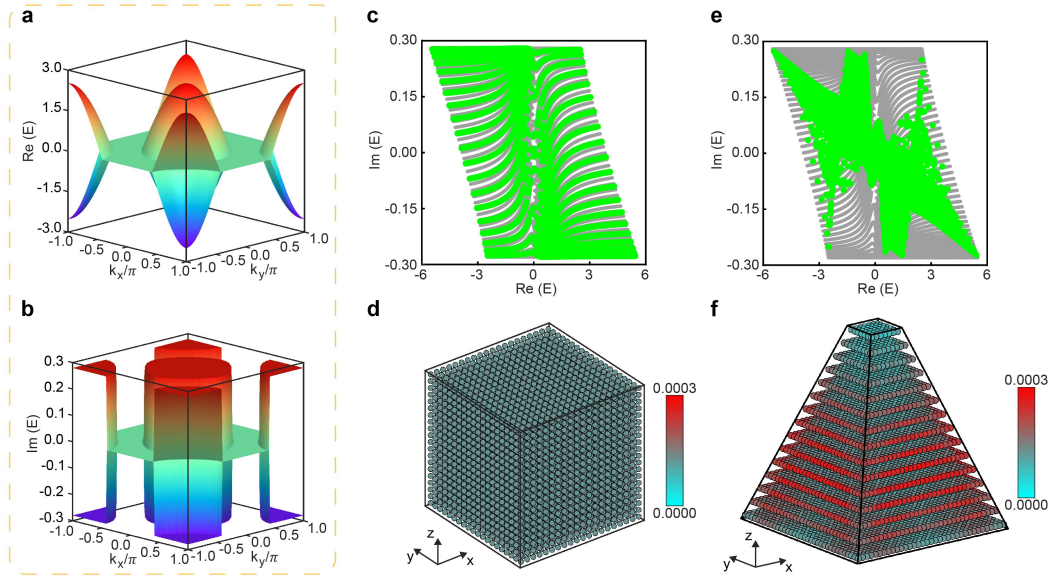 a
3.0
1.5
0.0
-1.5
-3.0
Re (E)
-1.0
-0.5
0.0
0.5
1.0
kx/π
-1.0
-0.5
0.0
0.5
1.0
ky/π
b
0.3
0.2
0.1
0.0
-0.1
-0.2
-0.3
Im (E)
-1.0
-0.5
0.0
0.5
1.0
kx/π
-1.0
-0.5
0.0
0.5
1.0
ky/π
c
0.30
0.15
0.00
-0.15
-0.30
Im (E)
-6 -3 0 3 6
Re (E)
d
0.0003
0.0000
z
y
x
e
0.30
0.15
0.00
-0.15
-0.30
Im (E)
-6 -3 0 3 6
Re (E)
f
0.0003
0.0000
z
y
x